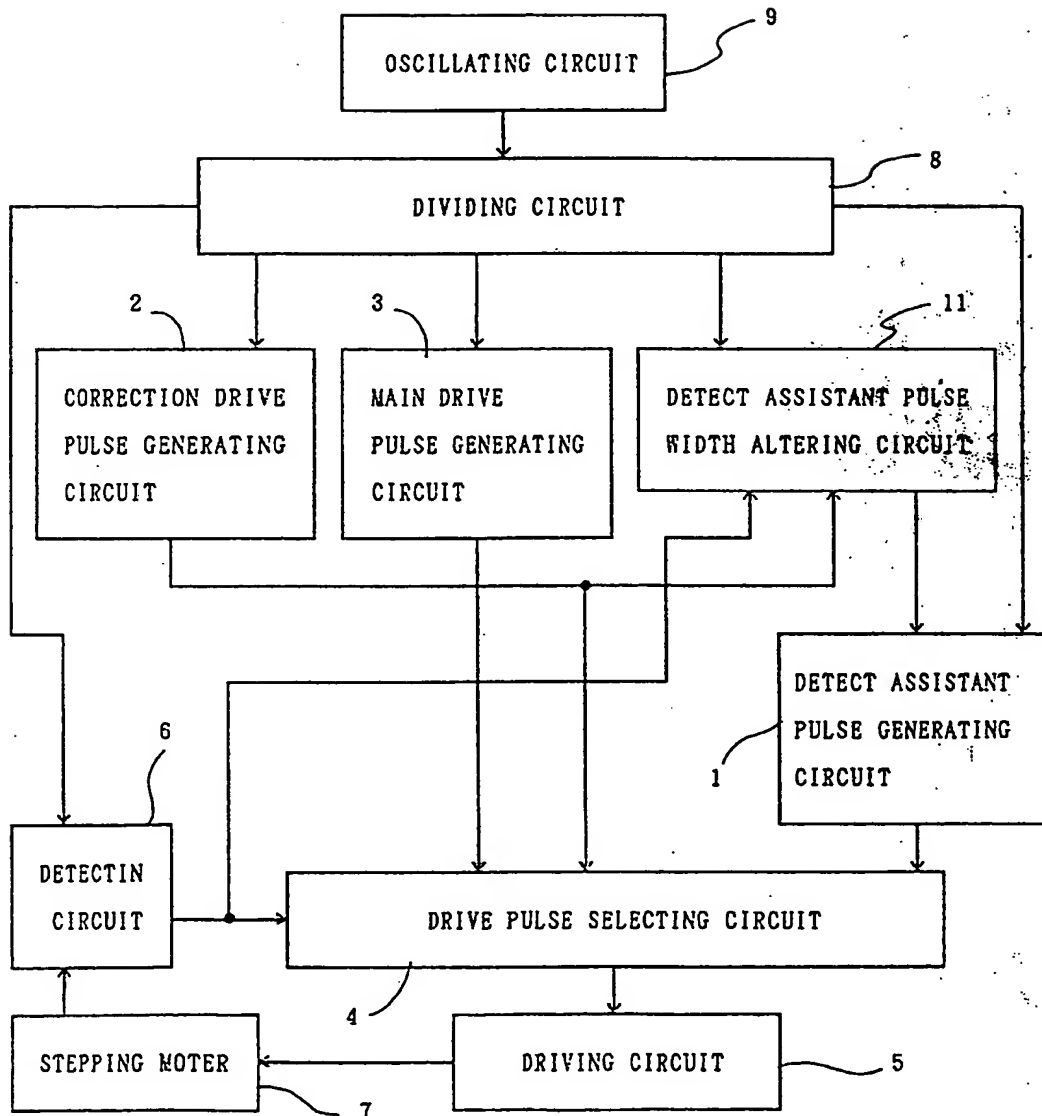 9
OSCILLATING CIRCUIT
8
DIVIDING CIRCUIT
2
3
11
CORRECTION DRIVE
PULSE GENERATING
CIRCUIT
MAIN DRIVE
PULSE GENERATING
CIRCUIT
DETECT ASSISTANT PULSE
WIDTH ALTERING CIRCUIT
6
DETECT ASSISTANT
PULSE GENERATING
CIRCUIT
1
DETECTIN
CIRCUIT
DRIVE PULSE SELECTING CIRCUIT
4
STEPPING MOTER
DRIVING CIRCUIT
5
7